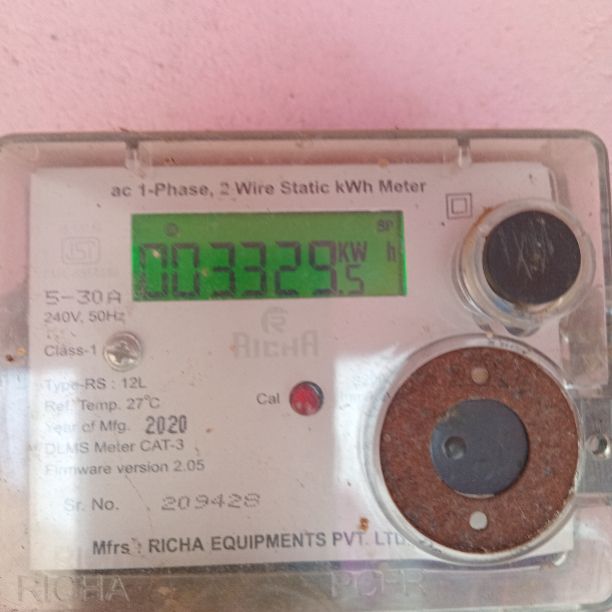 ac 1-Phase, 2 Wire Static kWh Meter
SP
003329.5 KW h
5-30A
240V, 50Hz
R
RICHA
Class-1
Type-RS : 12L
Cal
Ref. Temp. 27°C
Year of Mfg. 2020
DLMS Meter CAT-3
Firmware version 2.05
Sr. No. 209428
Mfrs : RICHA EQUIPMENTS PVT. LTD
RICHA